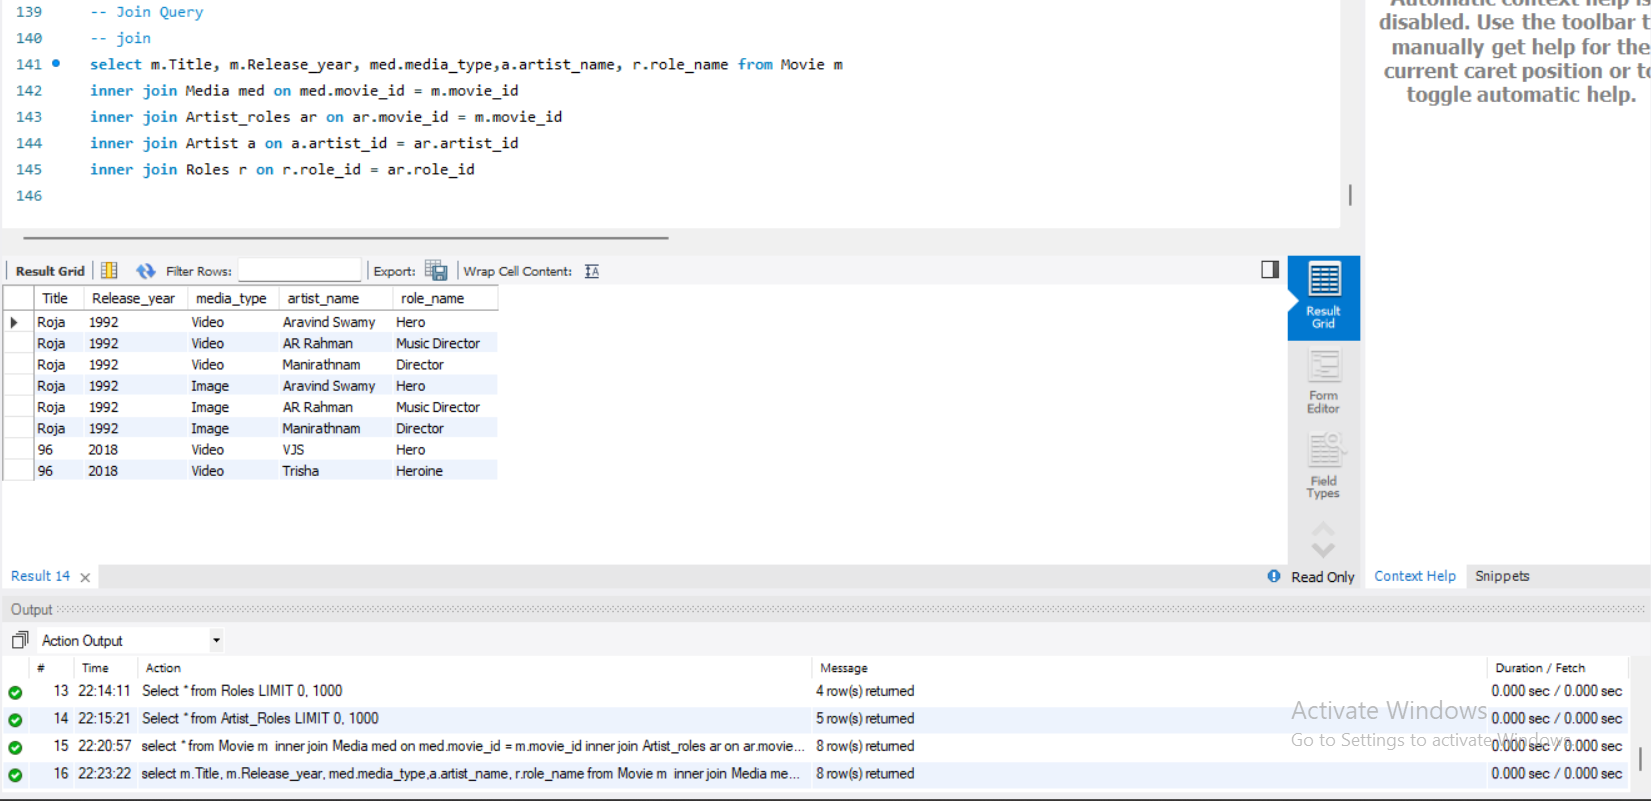 139 -- Join Query
140 -- join
141 select m.Title, m.Release_year, med.media_type,a.artist_name, r.role_name from Movie m
142 inner join Media med on med.movie_id = m.movie_id
143 inner join Artist_roles ar on ar.movie_id = m.movie_id
144 inner join Artist a on a.artist_id = ar.artist_id
145 inner join Roles r on r.role_id = ar.role_id
146
Automatic context help is
disabled. Use the toolbar t
manually get help for the
current caret position or to
toggle automatic help.
Result Grid Filter Rows: Export: Wrap Cell Content:
Title Release_year media_type artist_name role_name
Roja 1992 Video Aravind Swamy Hero
Roja 1992 Video AR Rahman Music Director
Roja 1992 Video Manirathnam Director
Roja 1992 Image Aravind Swamy Hero
Roja 1992 Image AR Rahman Music Director
Roja 1992 Image Manirathnam Director
96 2018 Video VJS Hero
96 2018 Video Trisha Heroine
Result
Grid
Form
Editor
Field
Types
Result 14
Read Only
Context Help Snippets
Output
Action Output
# Time Action Message Duration / Fetch
13 22:14:11 Select * from Roles LIMIT 0, 1000 4 row(s) returned 0.000 sec / 0.000 sec
14 22:15:21 Select * from Artist_Roles LIMIT 0, 1000 5 row(s) returned 0.000 sec / 0.000 sec
15 22:20:57 select * from Movie m inner join Media med on med.movie_id = m.movie_id inner join Artist_roles ar on ar.movie... 8 row(s) returned 0.000 sec / 0.000 sec
16 22:23:22 select m.Title, m.Release_year, med.media_type,a.artist_name, r.role_name from Movie m inner join Media me... 8 row(s) returned 0.000 sec / 0.000 sec
Activate Windows
Go to Settings to activate Windows.